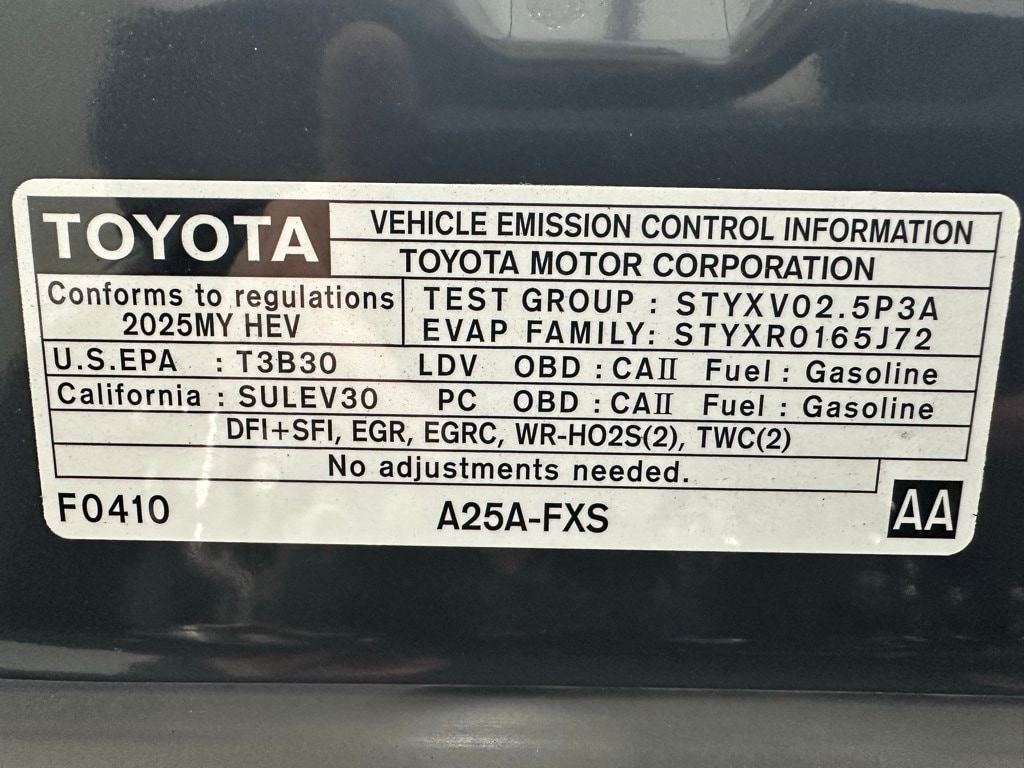 TOYOTA
VEHICLE EMISSION CONTROL INFORMATION
TOYOTA MOTOR CORPORATION
Conforms to regulations
2025MY HEV
TEST GROUP : STYXV02.5P3A
EVAP FAMILY: STYXR0165J72
U.S.EPA : T3B30 LDV OBD : CAII Fuel : Gasoline
California : SULEV30 PC OBD : CAII Fuel : Gasoline
DFI+SFI, EGR, EGRC, WR-HO2S(2), TWC(2)
No adjustments needed.
F0410 A25A-FXS AA